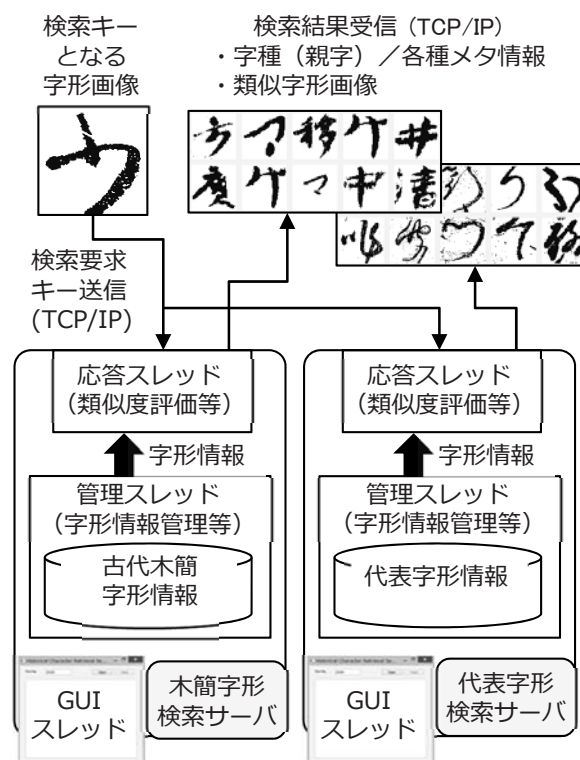 検索キー
となる
字形画像
検索結果受信（TCP/IP）
・字種（親字）／各種メタ情報
・類似字形画像
検索要求
キー送信
(TCP/IP)
応答スレッド
（類似度評価等）
字形情報
管理スレッド
（字形情報管理等）
古代木簡
字形情報
GUI
スレッド
木簡字形
検索サーバ
応答スレッド
（類似度評価等）
字形情報
管理スレッド
（字形情報管理等）
代表字形情報
GUI
スレッド
代表字形
検索サーバ